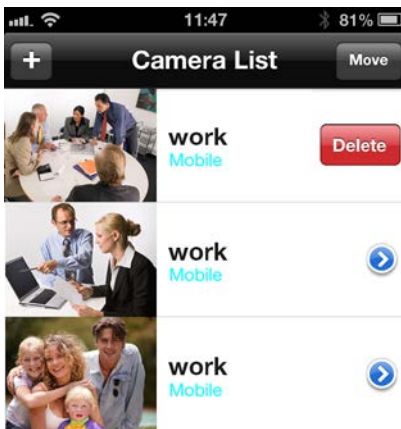 11:47 81%
+ Camera List Move
work
Mobile
Delete
work
Mobile
work
Mobile